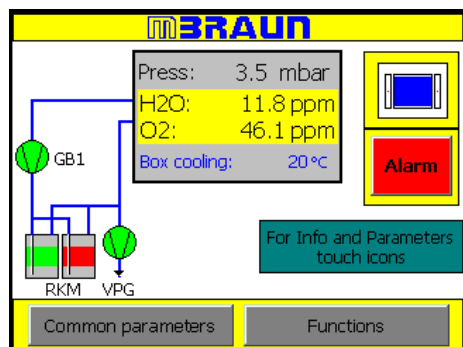 MBRAUN
Press: 3.5 mbar
H2O: 11.8 ppm
O2: 46.1 ppm
Box cooling: 20 °C
GB1
Alarm
For Info and Parameters
touch icons
RKM VPG
Common parameters Functions